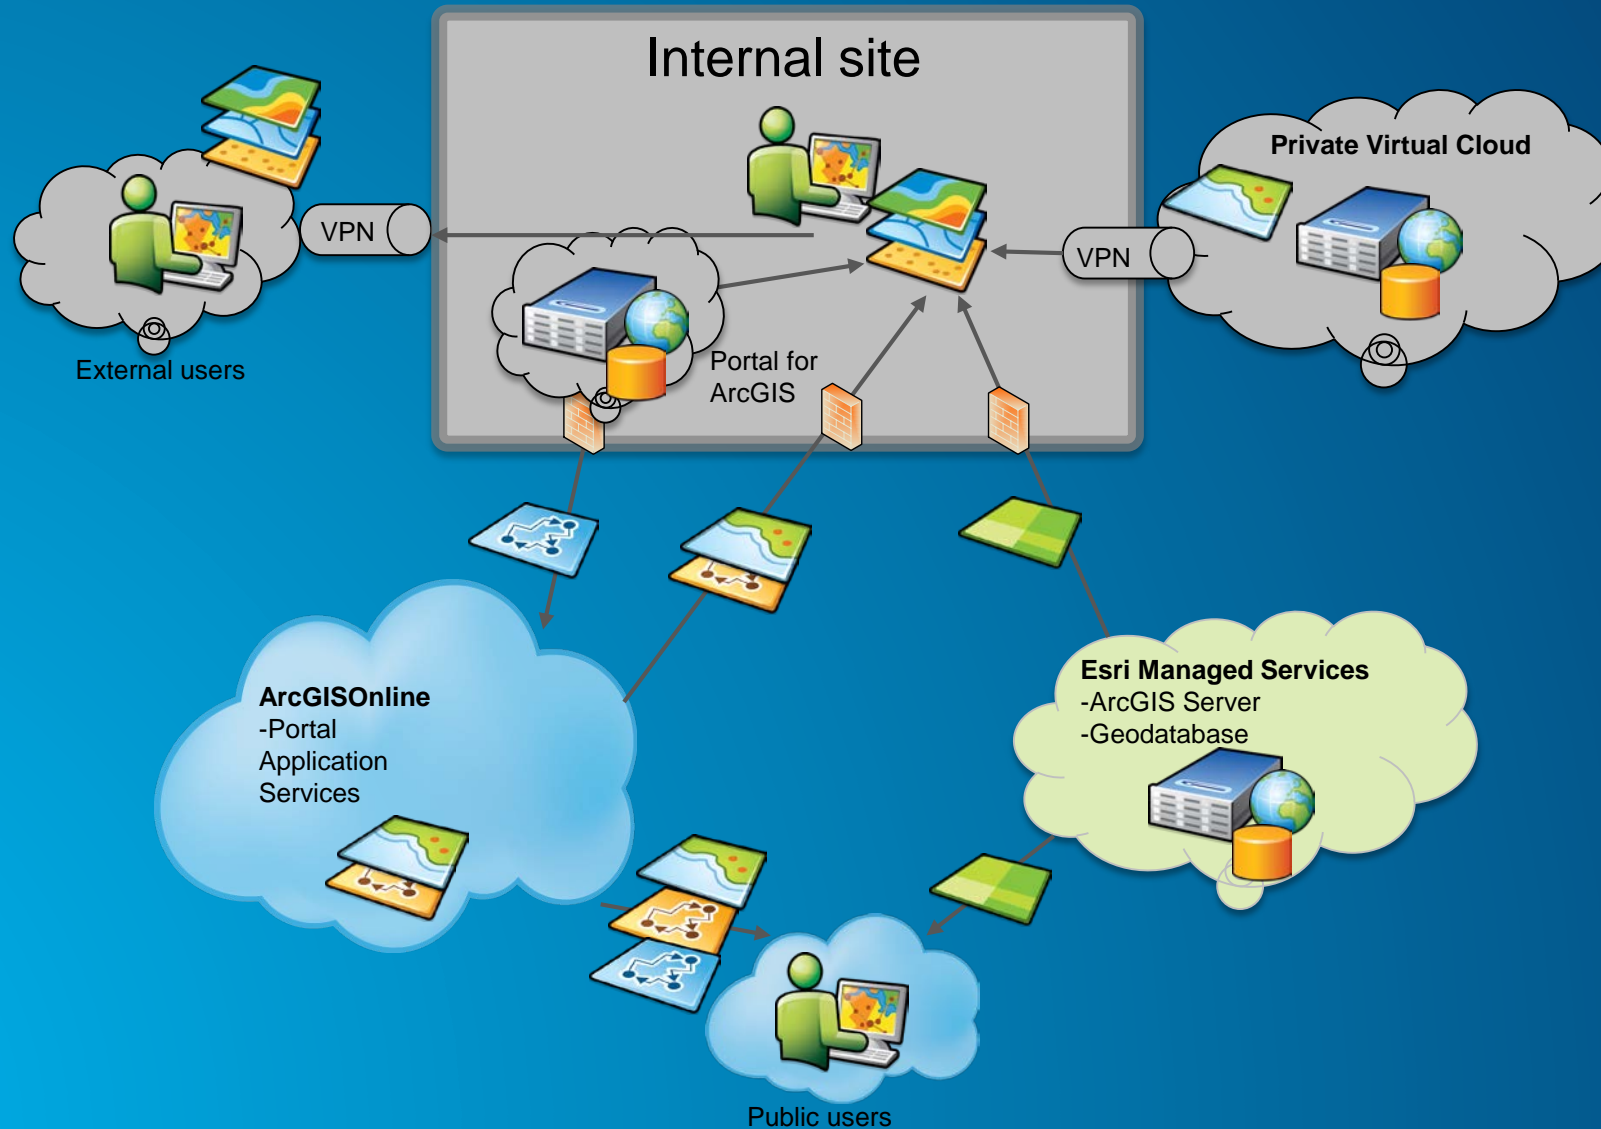 Internal site
Private Virtual Cloud
VPN
VPN
External users
Portal for
ArcGIS
ArcGISOnline
-Portal
Application
Services
Esri Managed Services
-ArcGIS Server
-Geodatabase
Public users